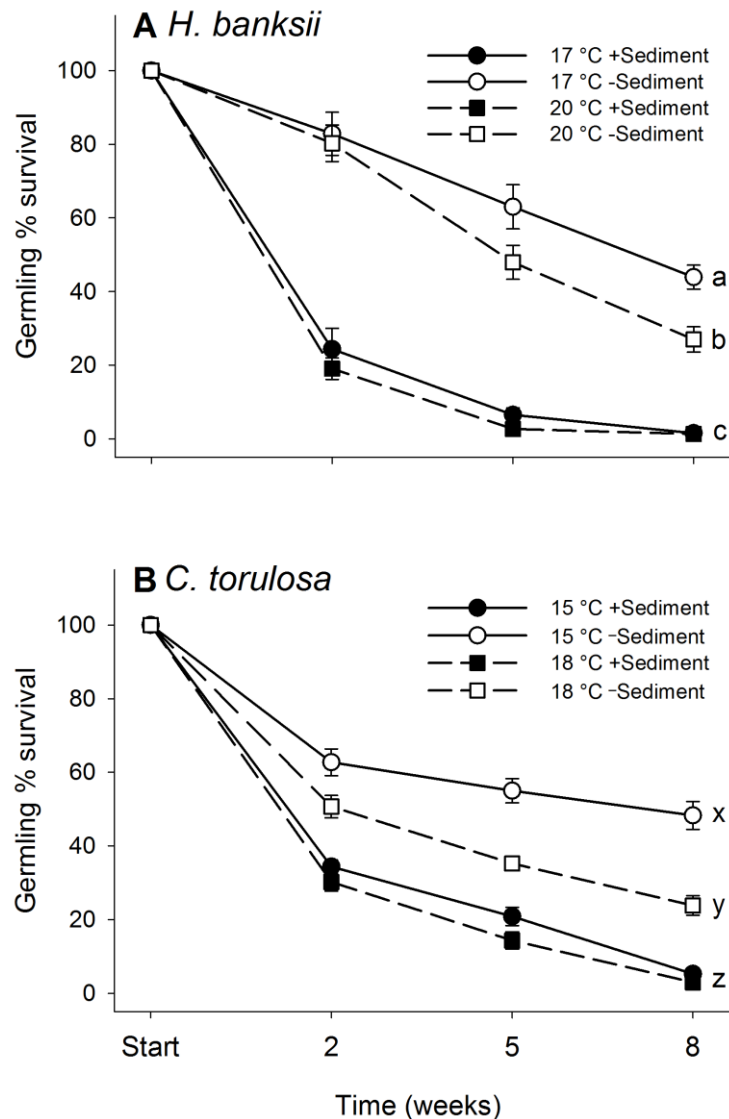 A H. banksii
17 °C +Sediment
17 °C -Sediment
20 °C +Sediment
20 °C -Sediment
100
80
60
40
20
0
Germling % survival
a
b
c
B C. torulosa
15 °C +Sediment
15 °C -Sediment
18 °C +Sediment
18 °C -Sediment
100
80
60
40
20
0
Germling % survival
x
y
z
Start 2 5 8
Time (weeks)